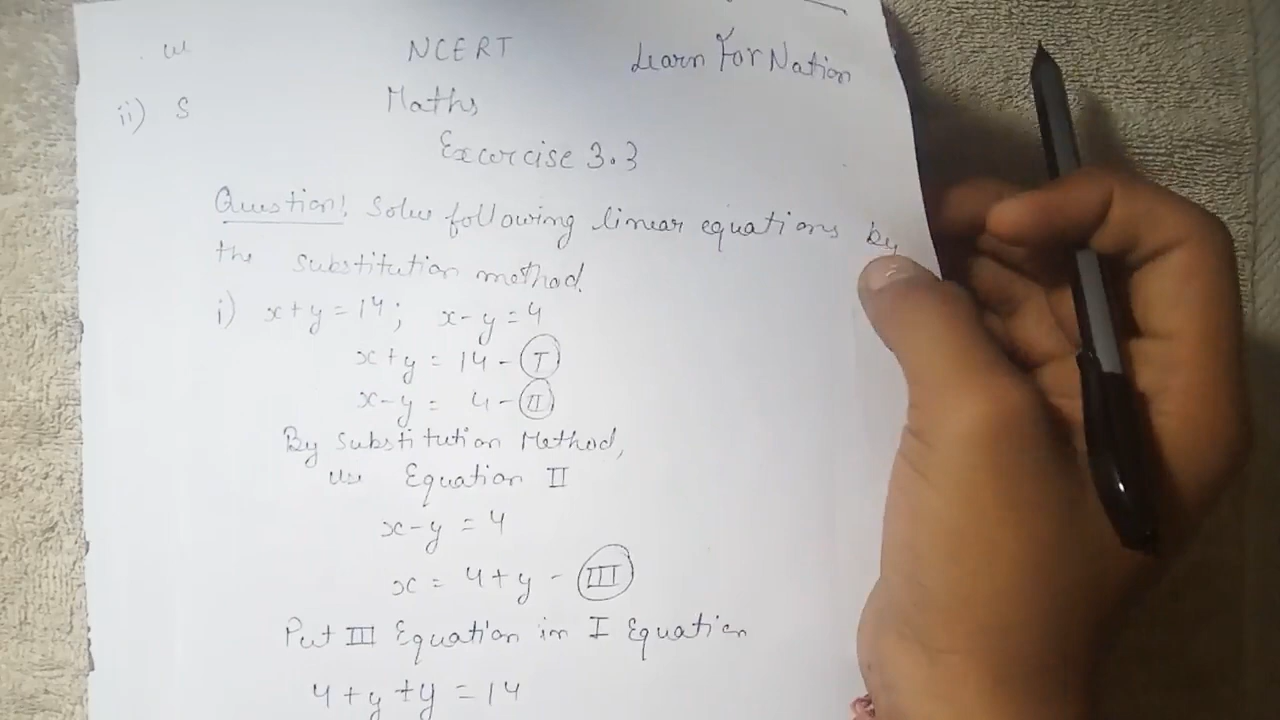 NCERT Learn For Nation
ii) S Maths
Excercise 3.3
Question! Solve following linear equations by
the substitution method.
i) x+y=14; x-y=4
x+y = 14 - I
x-y = 4 - II
By substitution Method,
use Equation II
x-y = 4
x = 4+y - III
Put III Equation in I Equation
4+y+y = 14